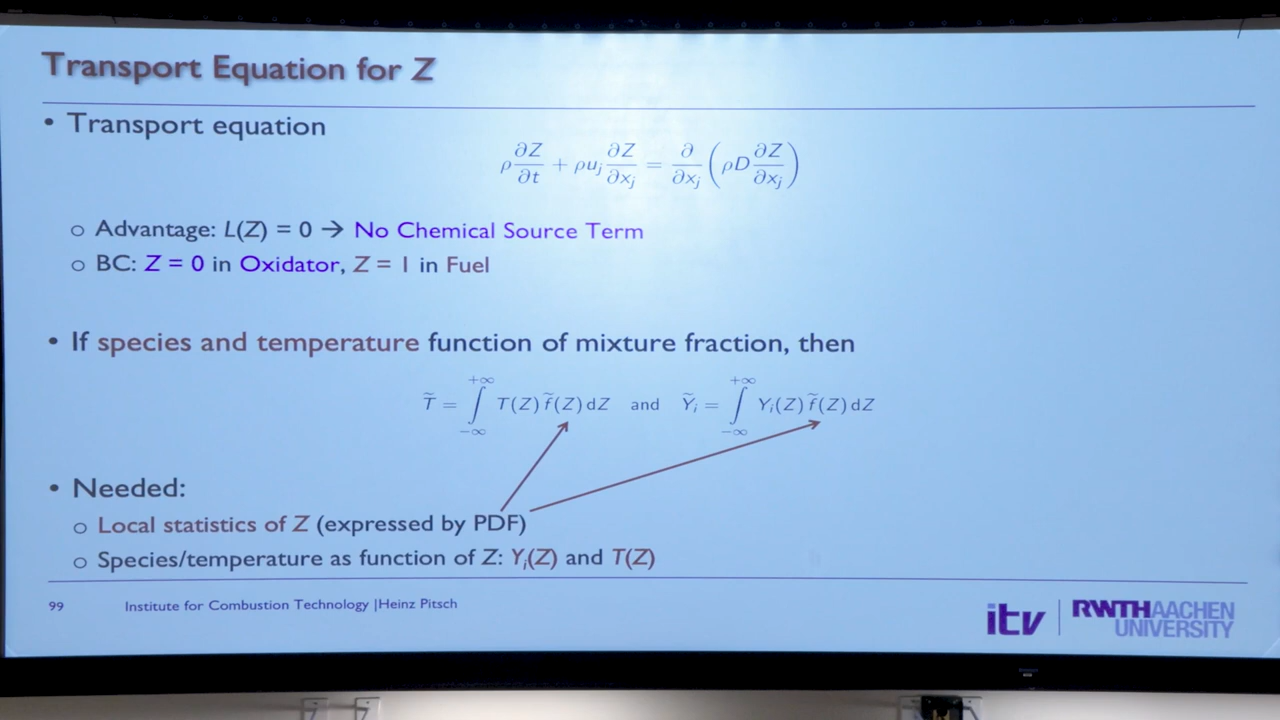 Transport Equation for Z
• Transport equation
ρ ∂Z/∂t + ρu_j ∂Z/∂x_j = ∂/∂x_j (ρD ∂Z/∂x_j)
o Advantage: L(Z) = 0 → No Chemical Source Term
o BC: Z = 0 in Oxidator, Z = 1 in Fuel
• If species and temperature function of mixture fraction, then
T̃ = ∫_{−∞}^{+∞} T(Z) f̃(Z) dZ and Ỹ_i = ∫_{−∞}^{+∞} Y_i(Z) f̃(Z) dZ
• Needed:
o Local statistics of Z (expressed by PDF)
o Species/temperature as function of Z: Y_i(Z) and T(Z)
99 Institute for Combustion Technology |Heinz Pitsch
itv RWTH AACHEN
UNIVERSITY